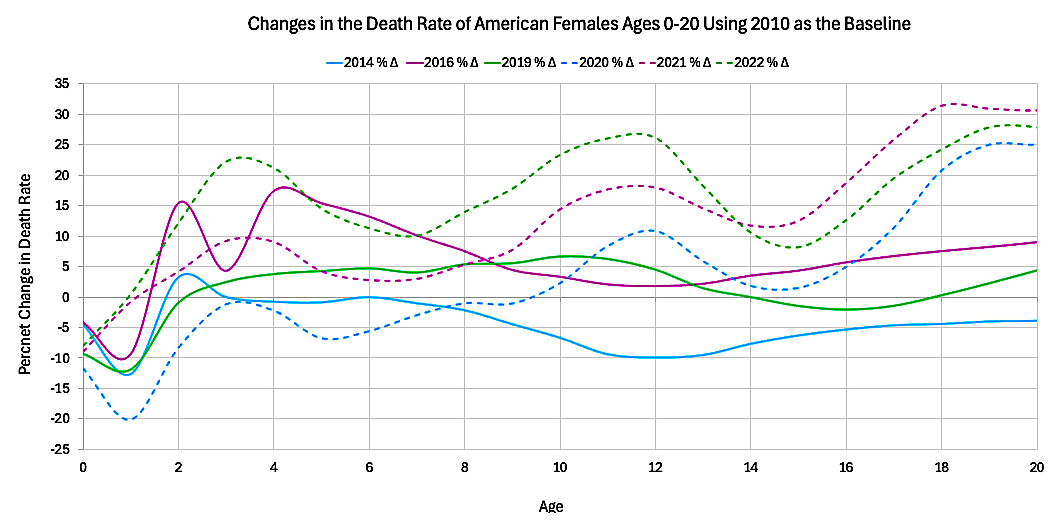 Changes in the Death Rate of American Females Ages 0-20 Using 2010 as the Baseline
2014 % Δ 2016 % Δ 2019 % Δ 2020 % Δ 2021 % Δ 2022 % Δ
35
30
25
20
15
10
5
0
-5
-10
-15
-20
-25
Percnet Change in Death Rate
0 2 4 6 8 10 12 14 16 18 20
Age